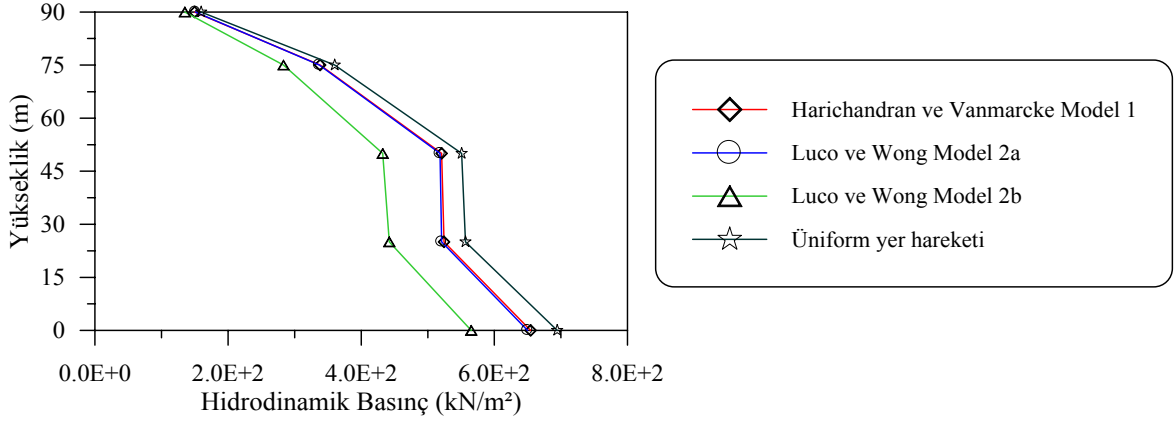 90
75
60
45
30
15
0
Yükseklik (m)
0.0E+0
2.0E+2
4.0E+2
6.0E+2
8.0E+2
Hidrodinamik Basınç (kN/m²)
Harichandran ve Vanmarcke Model 1
Luco ve Wong Model 2a
Luco ve Wong Model 2b
Üniform yer hareketi